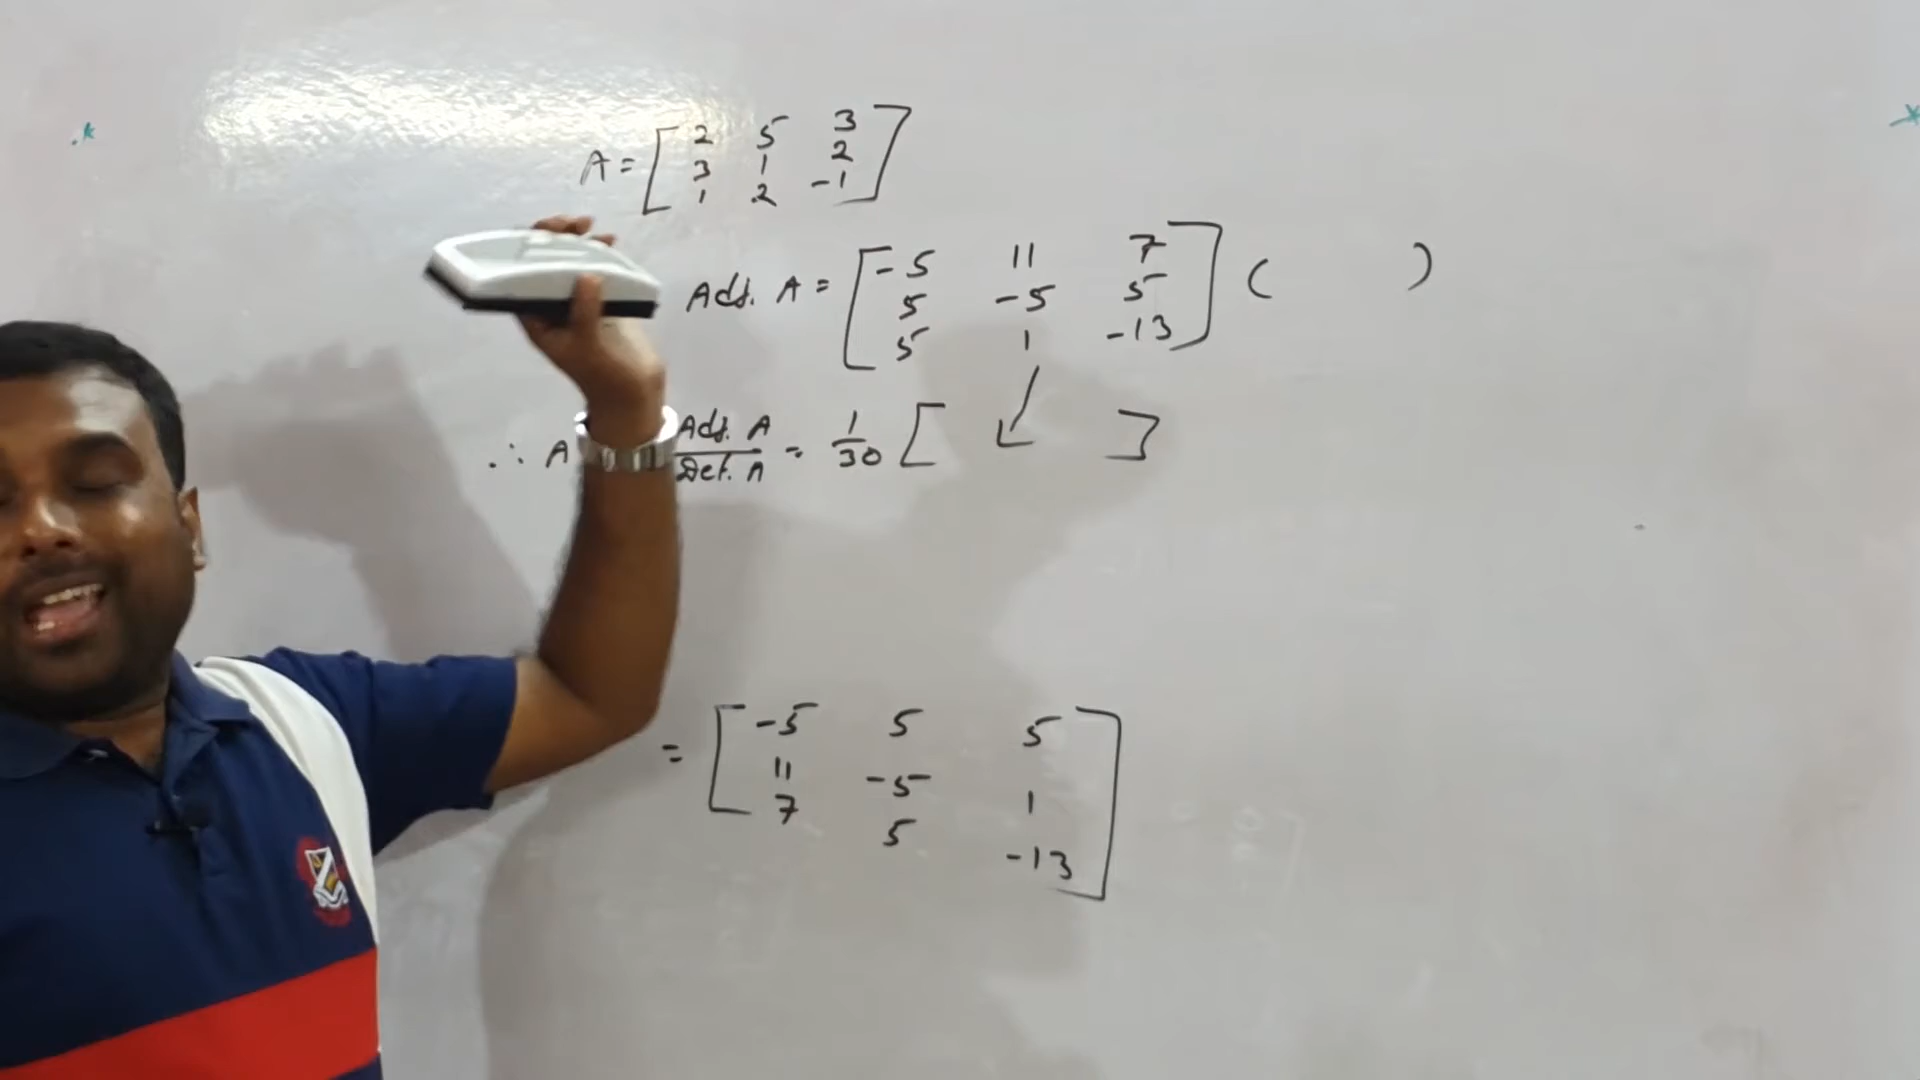 A = [ 2 5 3
3 1 2
1 2 -1 ]
Adj. A = [ -5 11 7
5 -5 5
5 1 -13 ] ( )
∴ A Adj. A / Det. A = 1/30 [ ]
= [ -5 5 5
11 -5 1
7 5 -13 ]